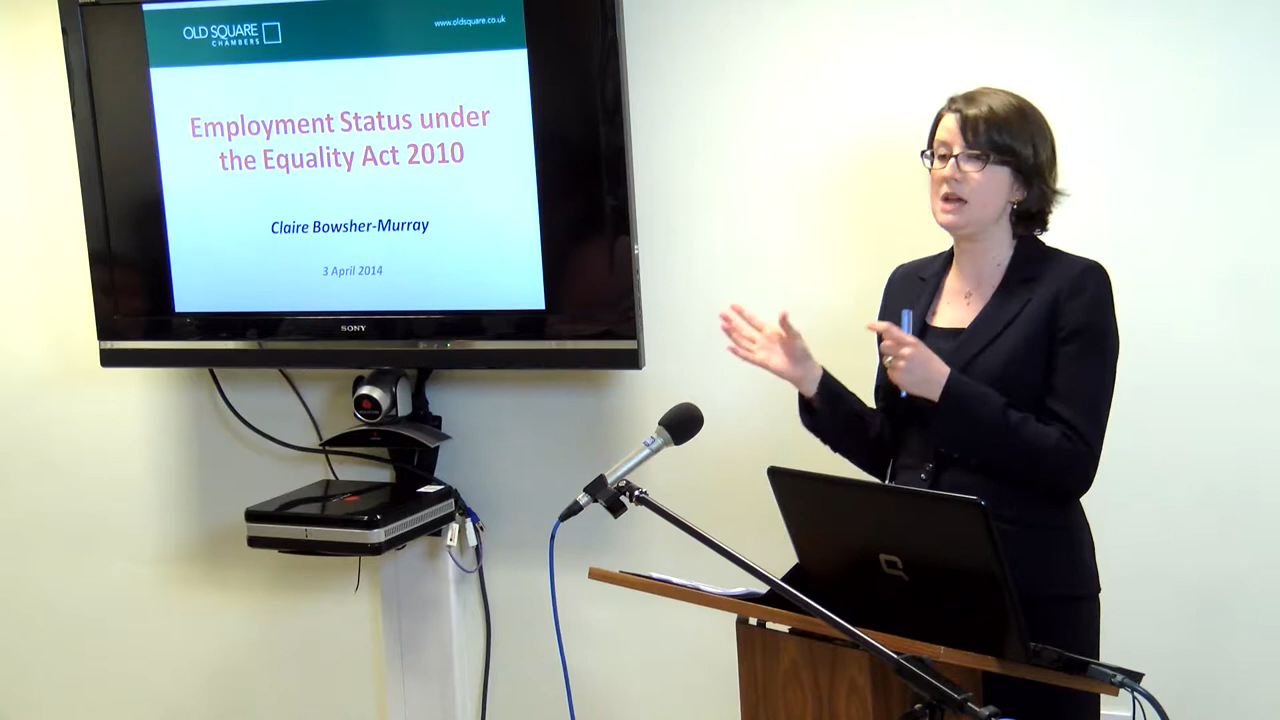 OLD SQUARE
CHAMBERS
www.oldsquare.co.uk
Employment Status under
the Equality Act 2010
Claire Bowsher-Murray
3 April 2014
SONY